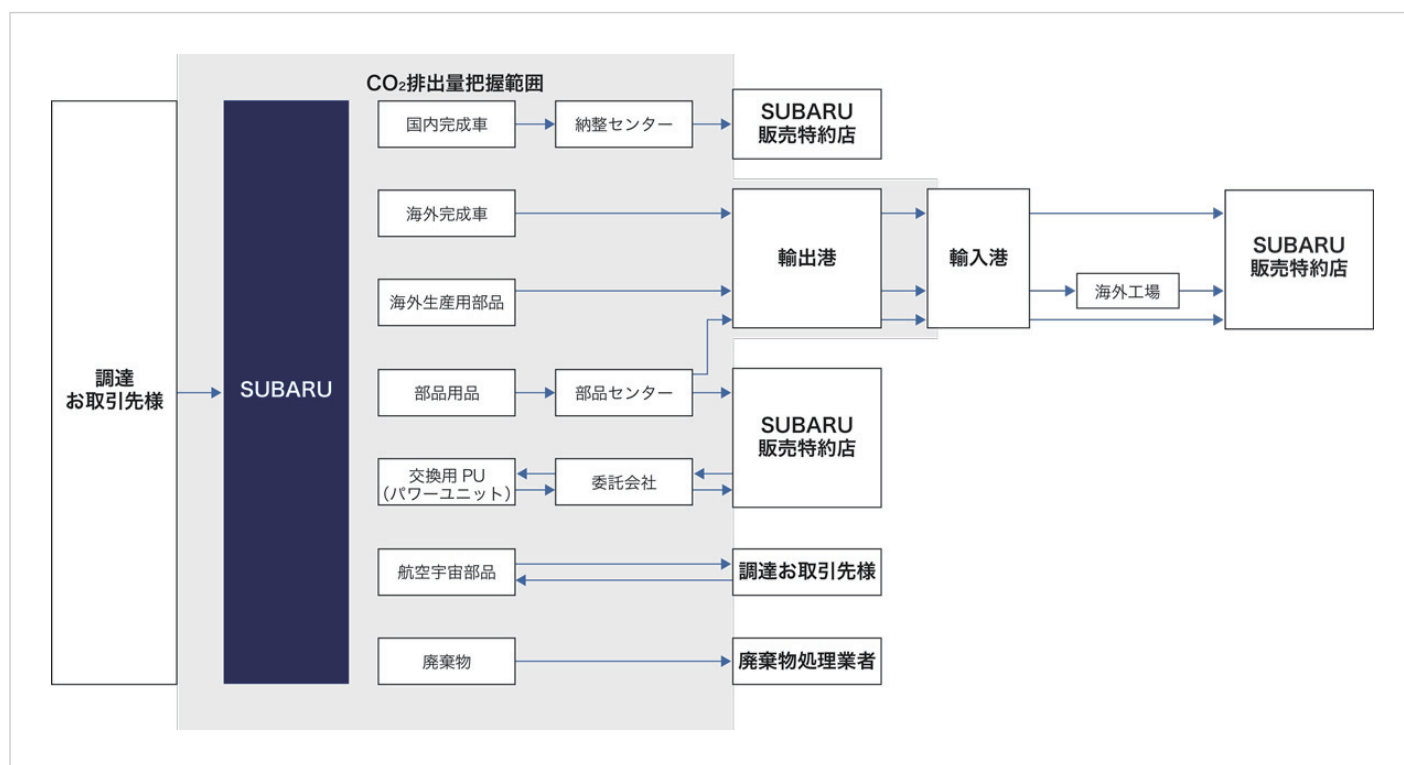 CO₂排出量把握範囲
調達
お取引先様
SUBARU
国内完成車
納整センター
SUBARU
販売特約店
海外完成車
輸出港
輸入港
SUBARU
販売特約店
海外生産用部品
海外工場
部品用品
部品センター
SUBARU
販売特約店
交換用 PU
(パワーユニット)
委託会社
航空宇宙部品
調達お取引先様
廃棄物
廃棄物処理業者